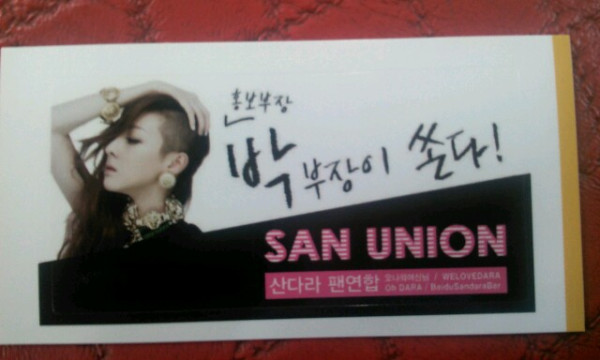 홍보부장
박 부장이 쏜다!
SAN UNION
산다라 팬연합
/ WELOVEDARA
Oh DARA / BaiduSandaraBar